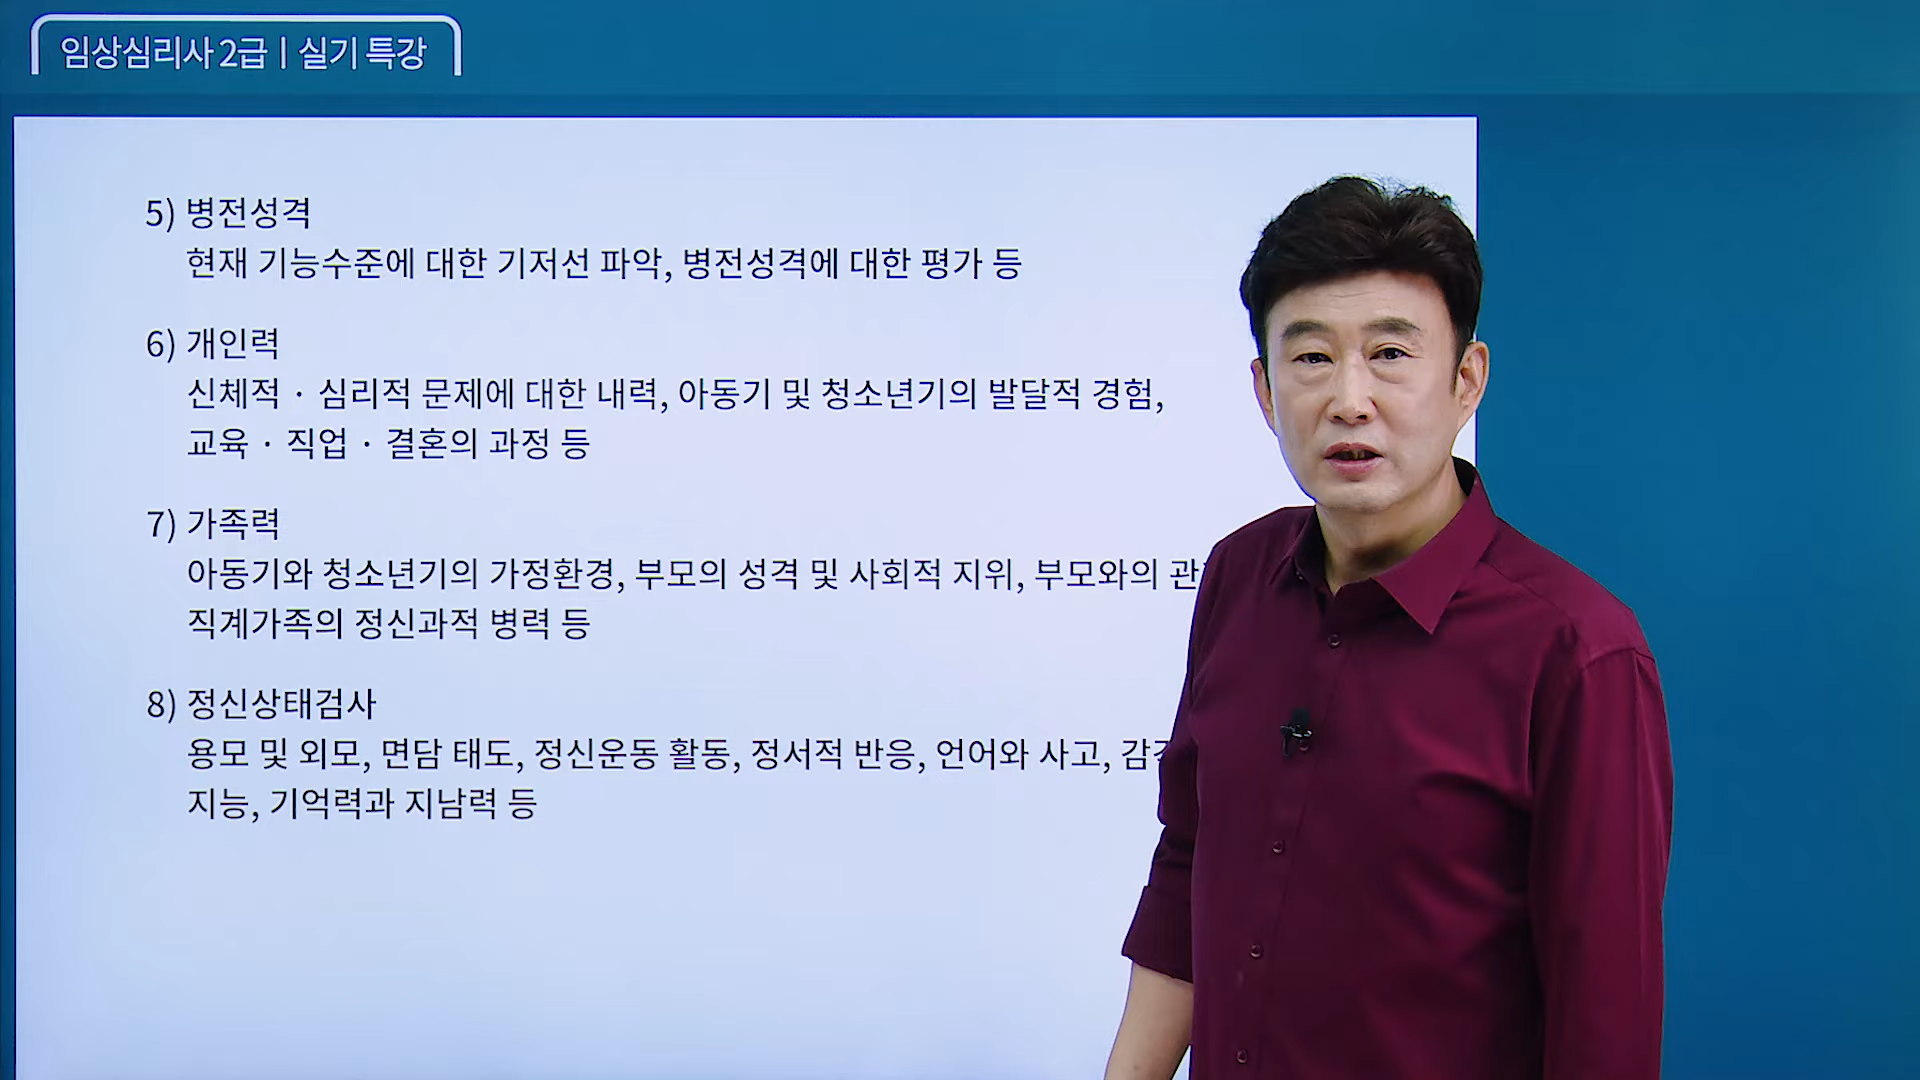 임상심리사 2급 | 실기 특강
5) 병전성격
현재 기능수준에 대한 기저선 파악, 병전성격에 대한 평가 등
6) 개인력
신체적 · 심리적 문제에 대한 내력, 아동기 및 청소년기의 발달적 경험,
교육 · 직업 · 결혼의 과정 등
7) 가족력
아동기와 청소년기의 가정환경, 부모의 성격 및 사회적 지위, 부모와의
직계가족의 정신과적 병력 등
8) 정신상태검사
용모 및 외모, 면담 태도, 정신운동 활동, 정서적 반응, 언어와 사고,
지능, 기억력과 지남력 등